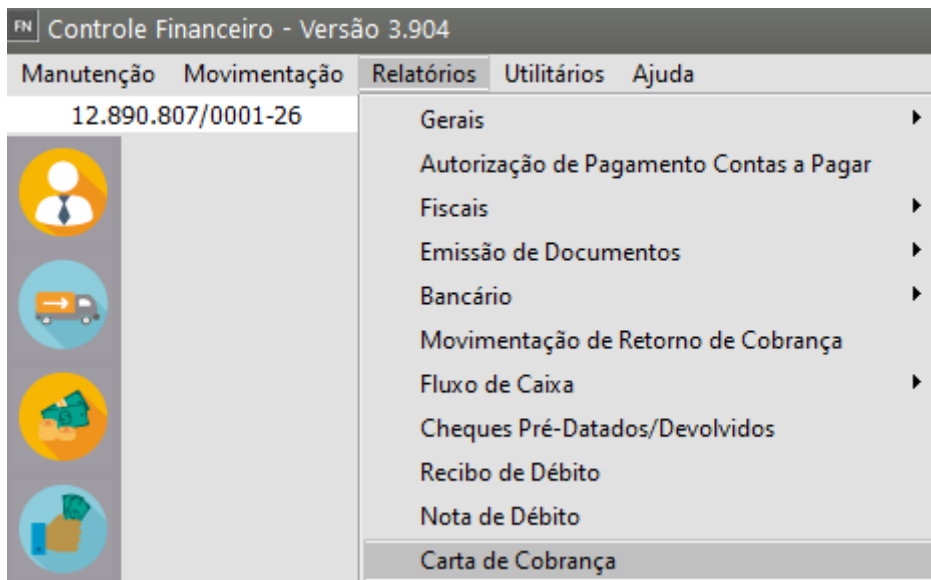 FN Controle Financeiro - Versão 3.904
Manutenção Movimentação Relatórios Utilitários Ajuda
12.890.807/0001-26
Gerais
Autorização de Pagamento Contas a Pagar
Fiscais
Emissão de Documentos
Bancário
Movimentação de Retorno de Cobrança
Fluxo de Caixa
Cheques Pré-Datados/Devolvidos
Recibo de Débito
Nota de Débito
Carta de Cobrança